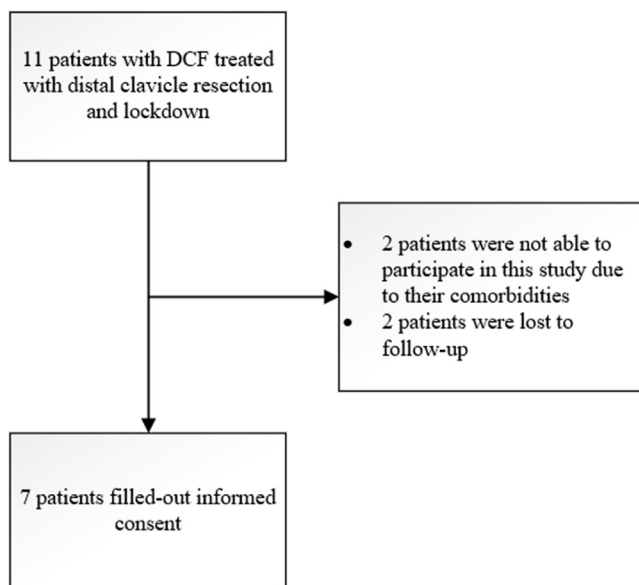 11 patients with DCF treated
with distal clavicle resection
and lockdown
• 2 patients were not able to
participate in this study due
to their comorbidities
• 2 patients were lost to
follow-up
7 patients filled-out informed
consent